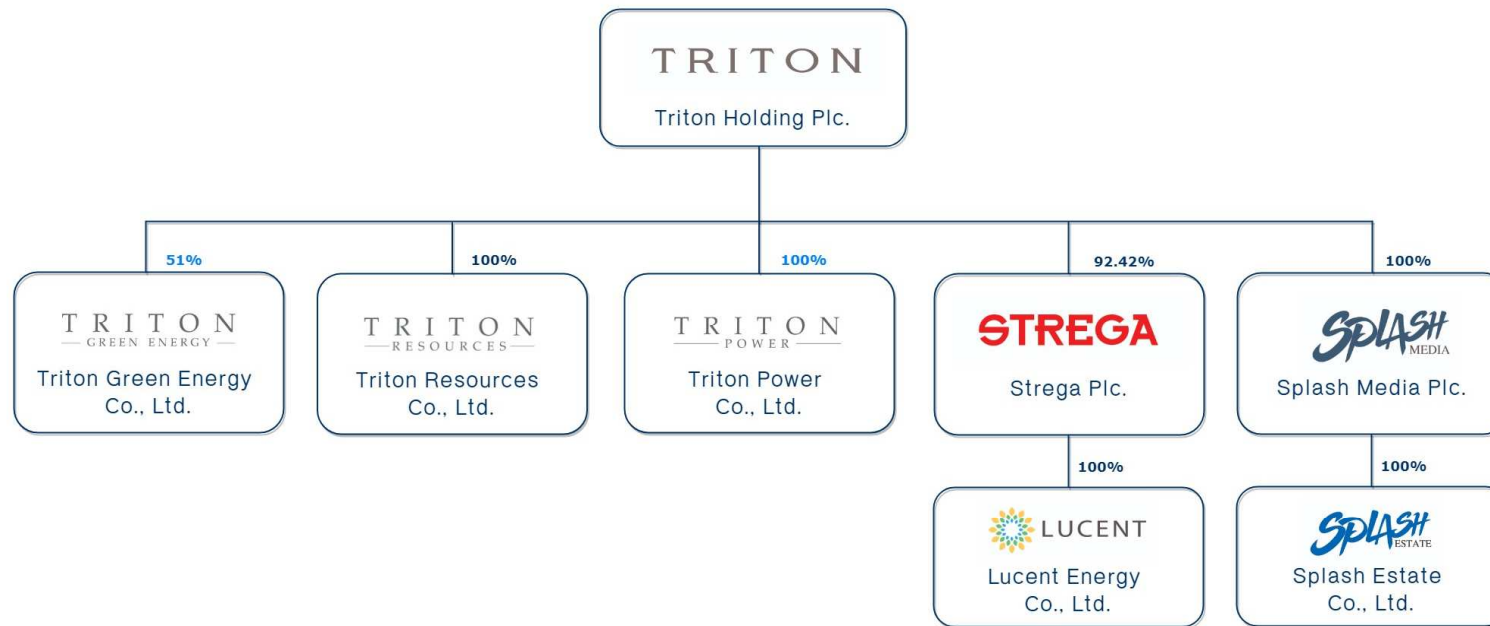 TRITON
Triton Holding Plc.
51%
100%
100%
92.42%
100%
TRITON
GREEN ENERGY
Triton Green Energy
Co., Ltd.
TRITON
RESOURCES
Triton Resources
Co., Ltd.
TRITON
POWER
Triton Power
Co., Ltd.
STREGA
Strega Plc.
SPLASH
MEDIA
Splash Media Plc.
100%
100%
LUCENT
Lucent Energy
Co., Ltd.
SPLASH
ESTATE
Splash Estate
Co., Ltd.